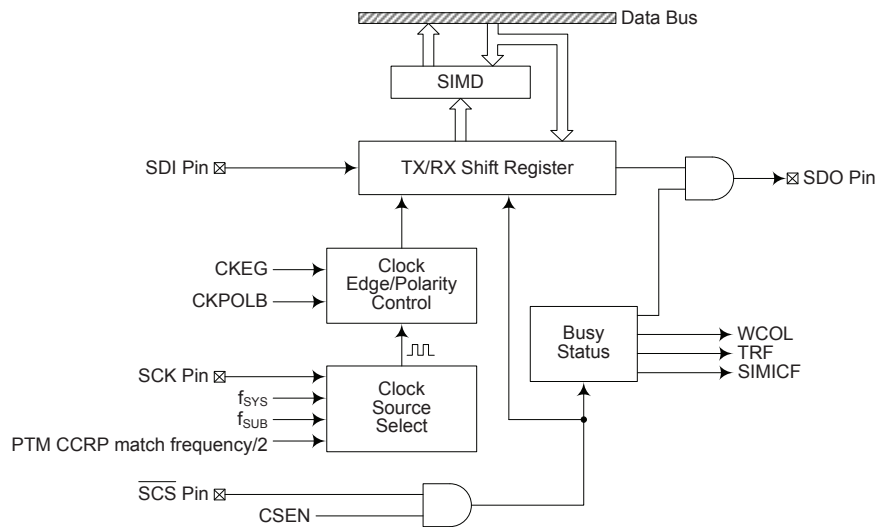 Data Bus
SIMD
SDI Pin
TX/RX Shift Register
SDO Pin
CKEG
CKPOLB
Clock
Edge/Polarity
Control
Busy
Status
WCOL
TRF
SIMICF
SCK Pin
fSYS
fSUB
PTM CCRP match frequency/2
Clock
Source
Select
SCS Pin
CSEN